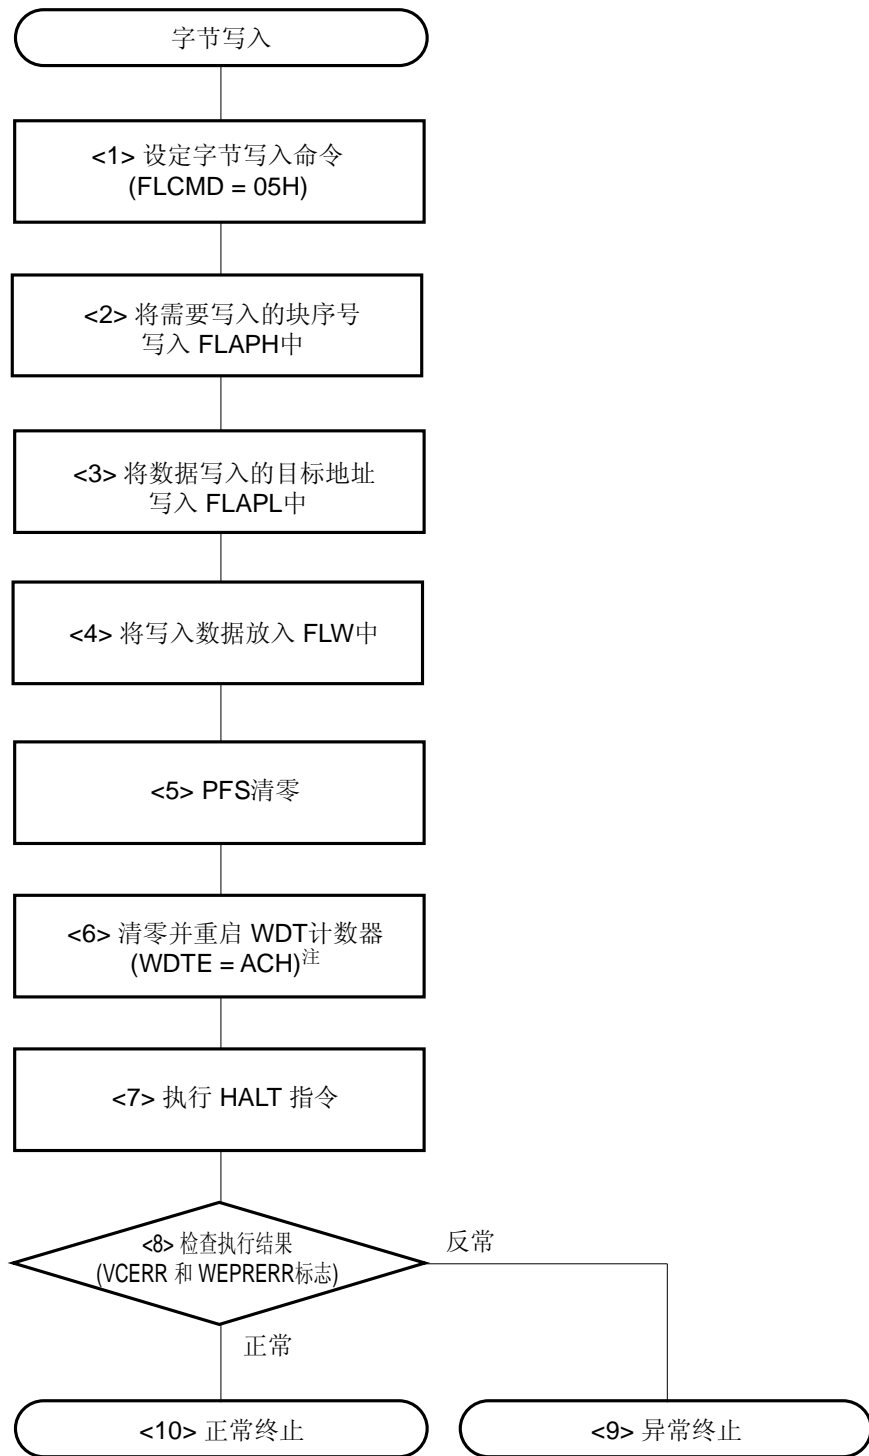 字节写入
<1> 设定字节写入命令
(FLCMD = 05H)
<2> 将需要写入的块序号
写入 FLAPH中
<3> 将数据写入的目标地址
写入 FLAPL中
<4> 将写入数据放入 FLW中
<5> PFS清零
<6> 清零并重启 WDT计数器
(WDTE = ACH)注
<7> 执行 HALT 指令
<8> 检查执行结果
(VCERR 和 WEPRERR标志)
反常
正常
<10> 正常终止
<9> 异常终止